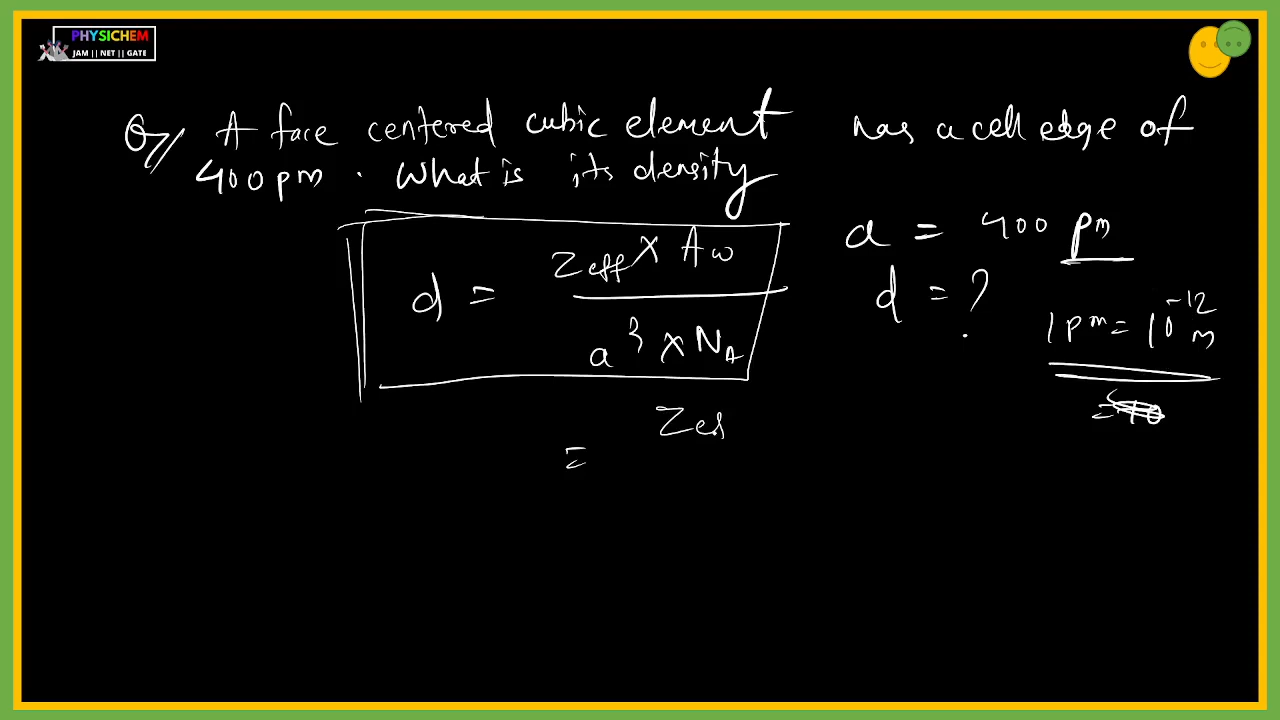 PHYSICHEM
JAM || NET || GATE
Q// A face centered cubic element has a cell edge of
400 pm. What is its density
d = Zeff × Aw / a³ × NA
a = 400 pm
d = ?
1 pm = 10⁻¹² m
= Zeff